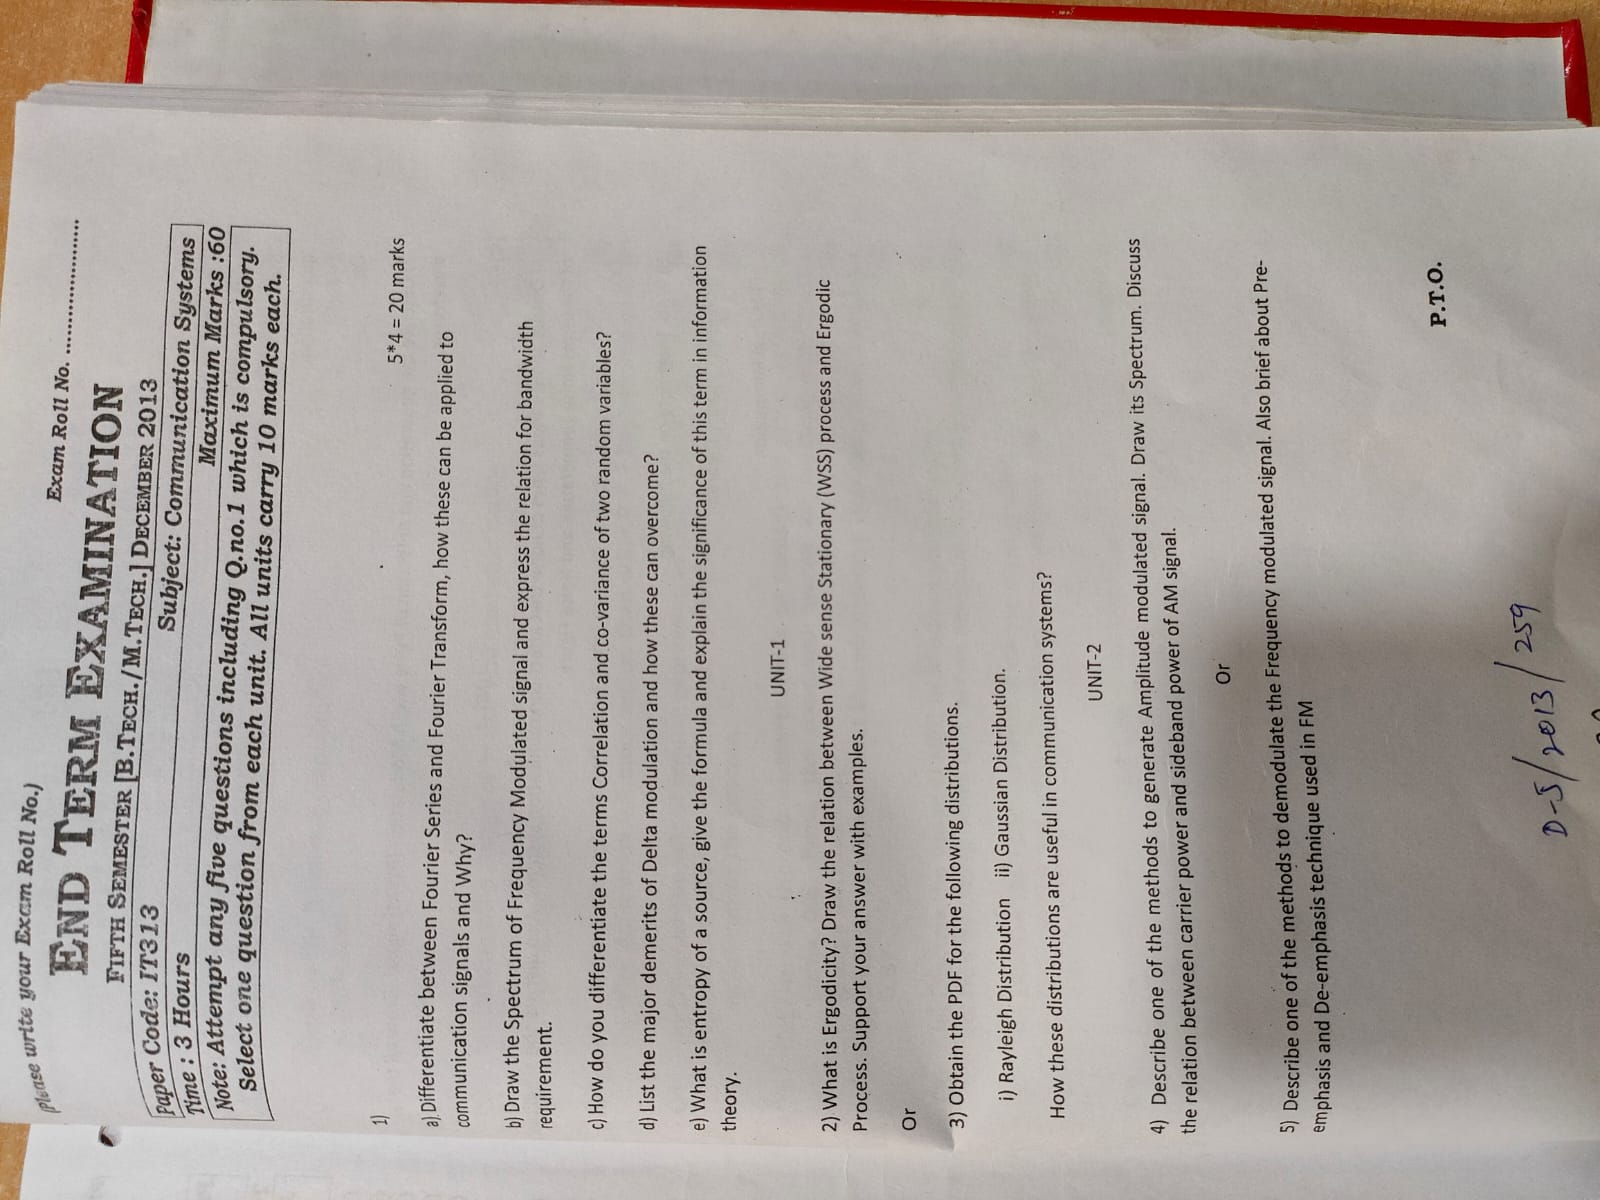 (Please write your Exam Roll No.)
Exam Roll No. ......................
END TERM EXAMINATION
FIFTH SEMESTER [B.TECH./M.TECH.] DECEMBER 2013
Paper Code: IT313 Subject: Communication Systems
Time : 3 Hours Maximum Marks :60
Note: Attempt any five questions including Q.no.1 which is compulsory.
Select one question from each unit. All units carry 10 marks each.
1) 5*4 = 20 marks
a) Differentiate between Fourier Series and Fourier Transform, how these can be applied to
communication signals and Why?
b) Draw the Spectrum of Frequency Modulated signal and express the relation for bandwidth
requirement.
c) How do you differentiate the terms Correlation and co-variance of two random variables?
d) List the major demerits of Delta modulation and how these can overcome?
e) What is entropy of a source, give the formula and explain the significance of this term in information
theory.
UNIT-1
2) What is Ergodicity? Draw the relation between Wide sense Stationary (WSS) process and Ergodic
Process. Support your answer with examples.
Or
3) Obtain the PDF for the following distributions.
i) Rayleigh Distribution ii) Gaussian Distribution.
How these distributions are useful in communication systems?
UNIT-2
4) Describe one of the methods to generate Amplitude modulated signal. Draw its Spectrum. Discuss
the relation between carrier power and sideband power of AM signal.
Or
5) Describe one of the methods to demodulate the Frequency modulated signal. Also brief about Pre-
emphasis and De-emphasis technique used in FM
P.T.O.
D-5/2013/259